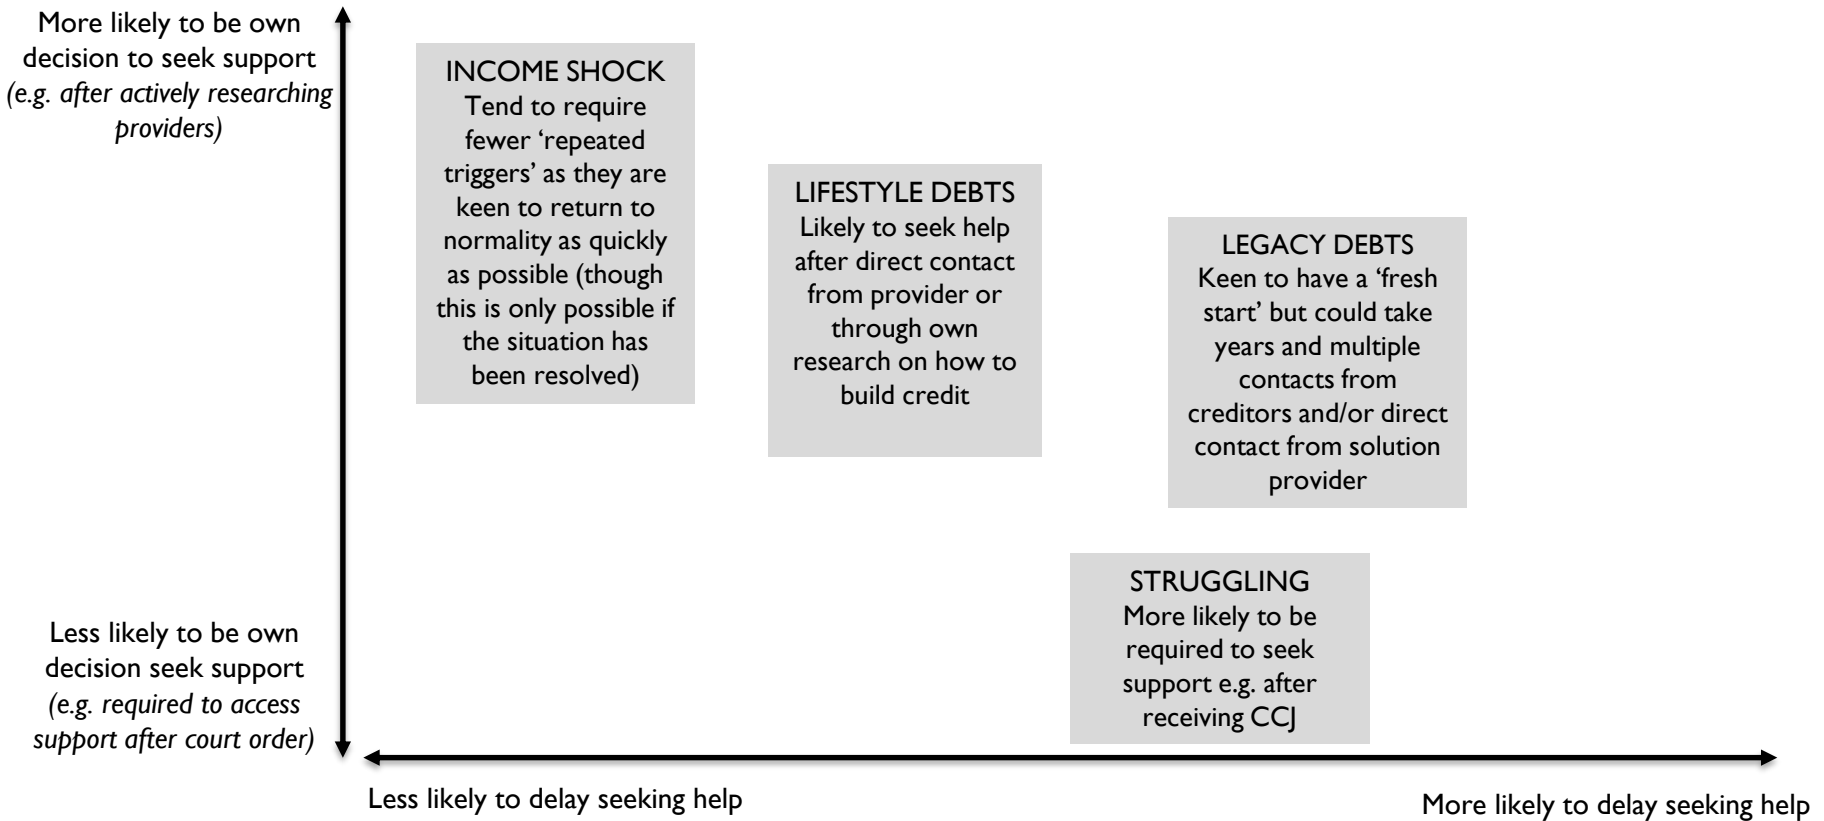 More likely to be own
decision to seek support
(e.g. after actively researching
providers)
INCOME SHOCK
Tend to require
fewer ‘repeated
triggers’ as they are
keen to return to
normality as quickly
as possible (though
this is only possible if
the situation has
been resolved)
LIFESTYLE DEBTS
Likely to seek help
after direct contact
from provider or
through own
research on how to
build credit
LEGACY DEBTS
Keen to have a ‘fresh
start’ but could take
years and multiple
contacts from
creditors and/or direct
contact from solution
provider
STRUGGLING
More likely to be
required to seek
support e.g. after
receiving CCJ
Less likely to be own
decision seek support
(e.g. required to access
support after court order)
Less likely to delay seeking help
More likely to delay seeking help